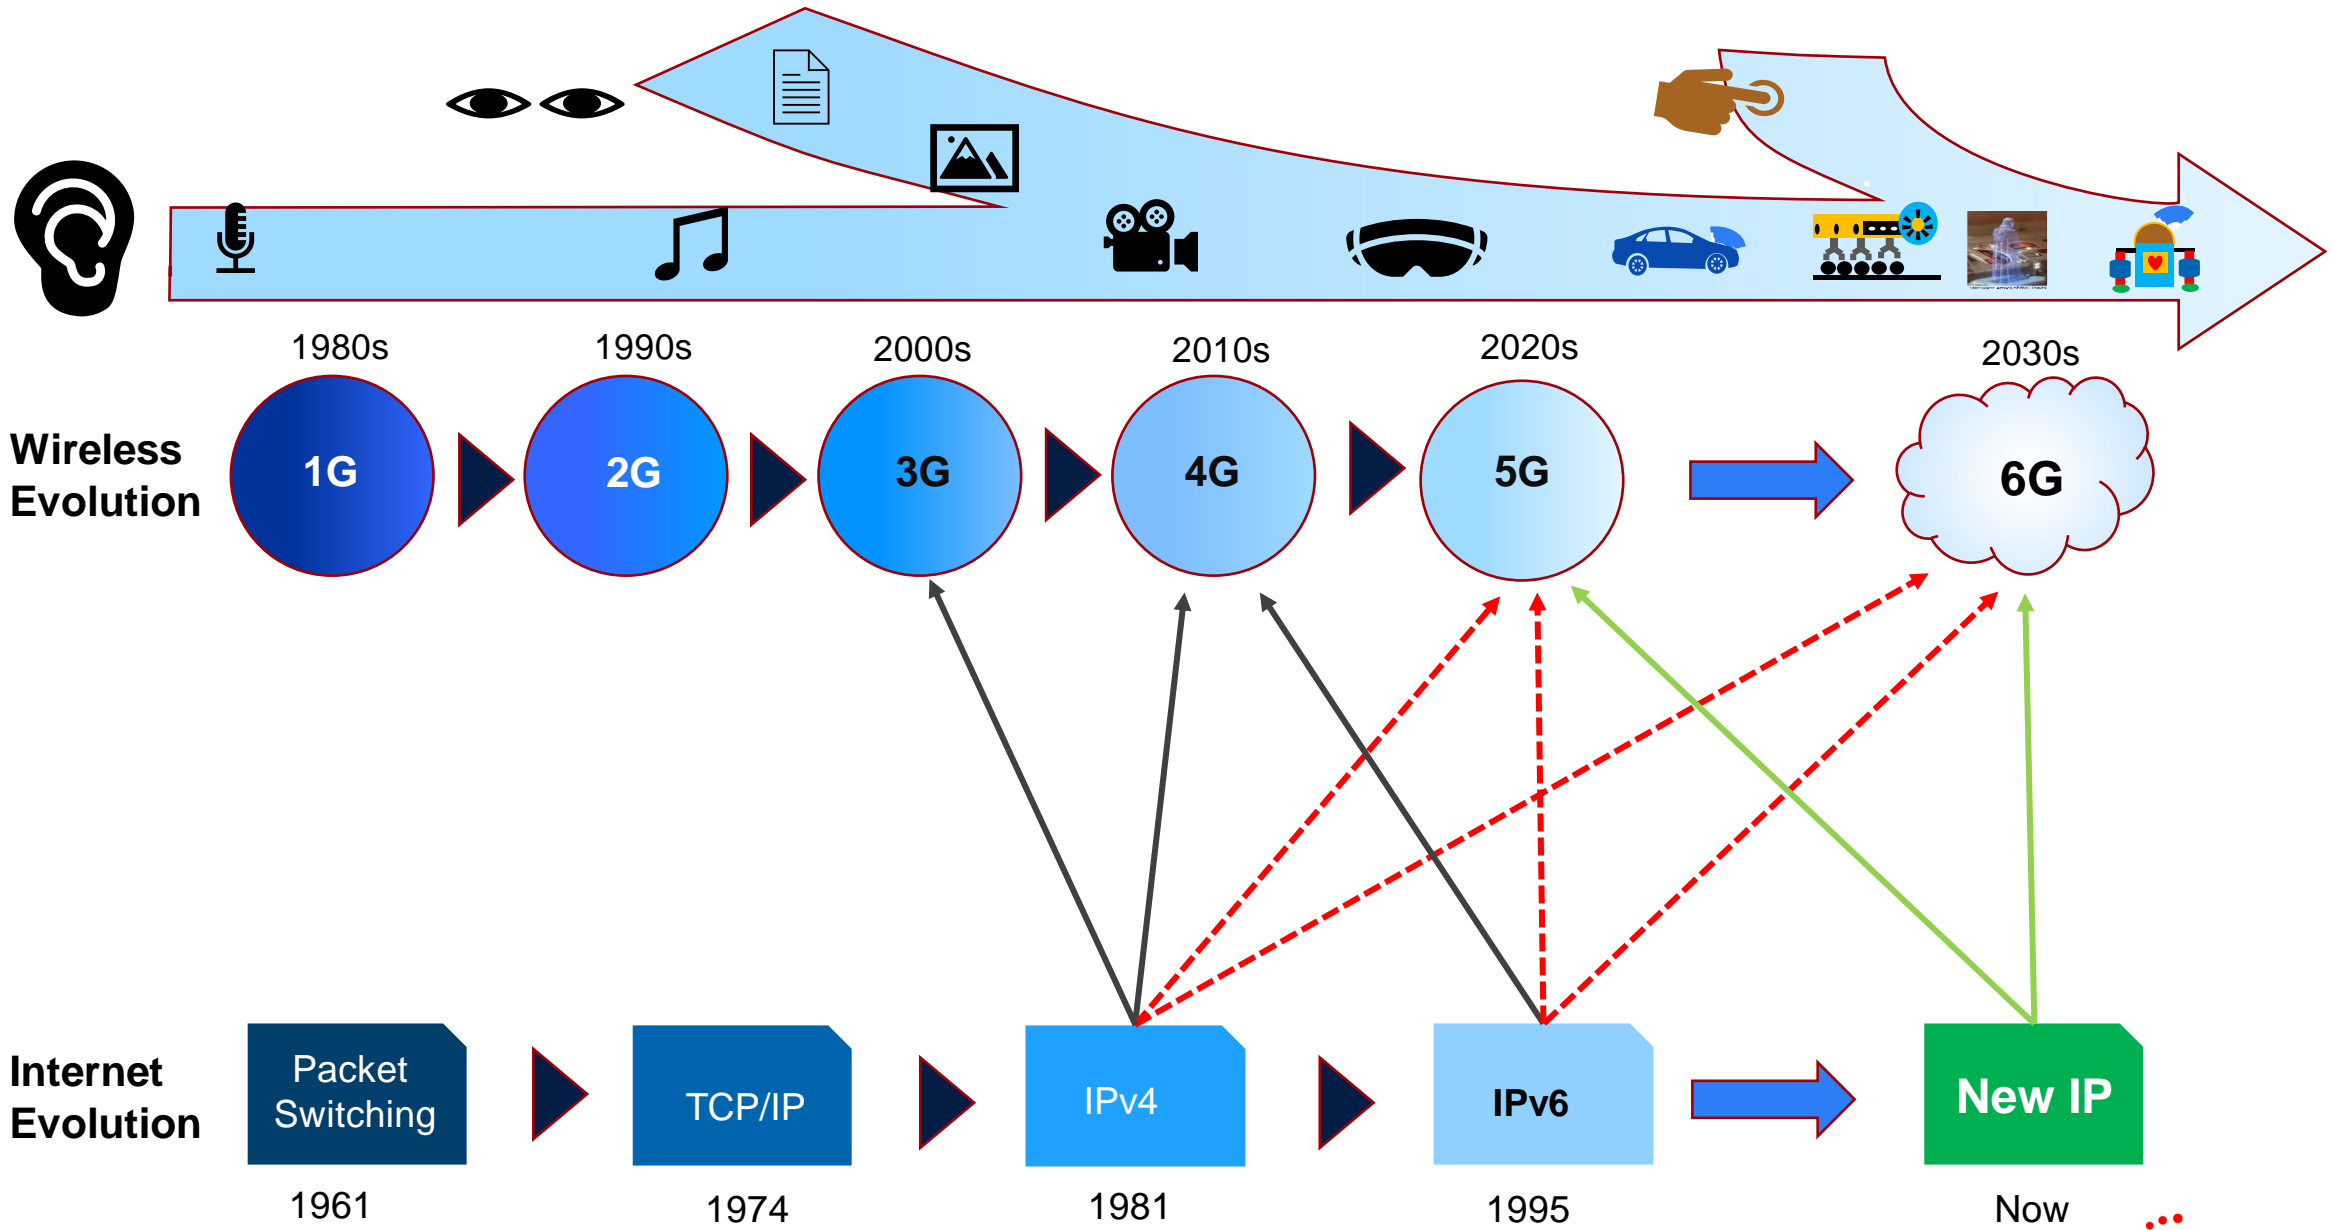 1980s
1990s
2000s
2010s
2020s
2030s
Wireless
Evolution
1G
2G
3G
4G
5G
6G
Internet
Evolution
Packet
Switching
TCP/IP
IPv4
IPv6
New IP
1961
1974
1981
1995
Now